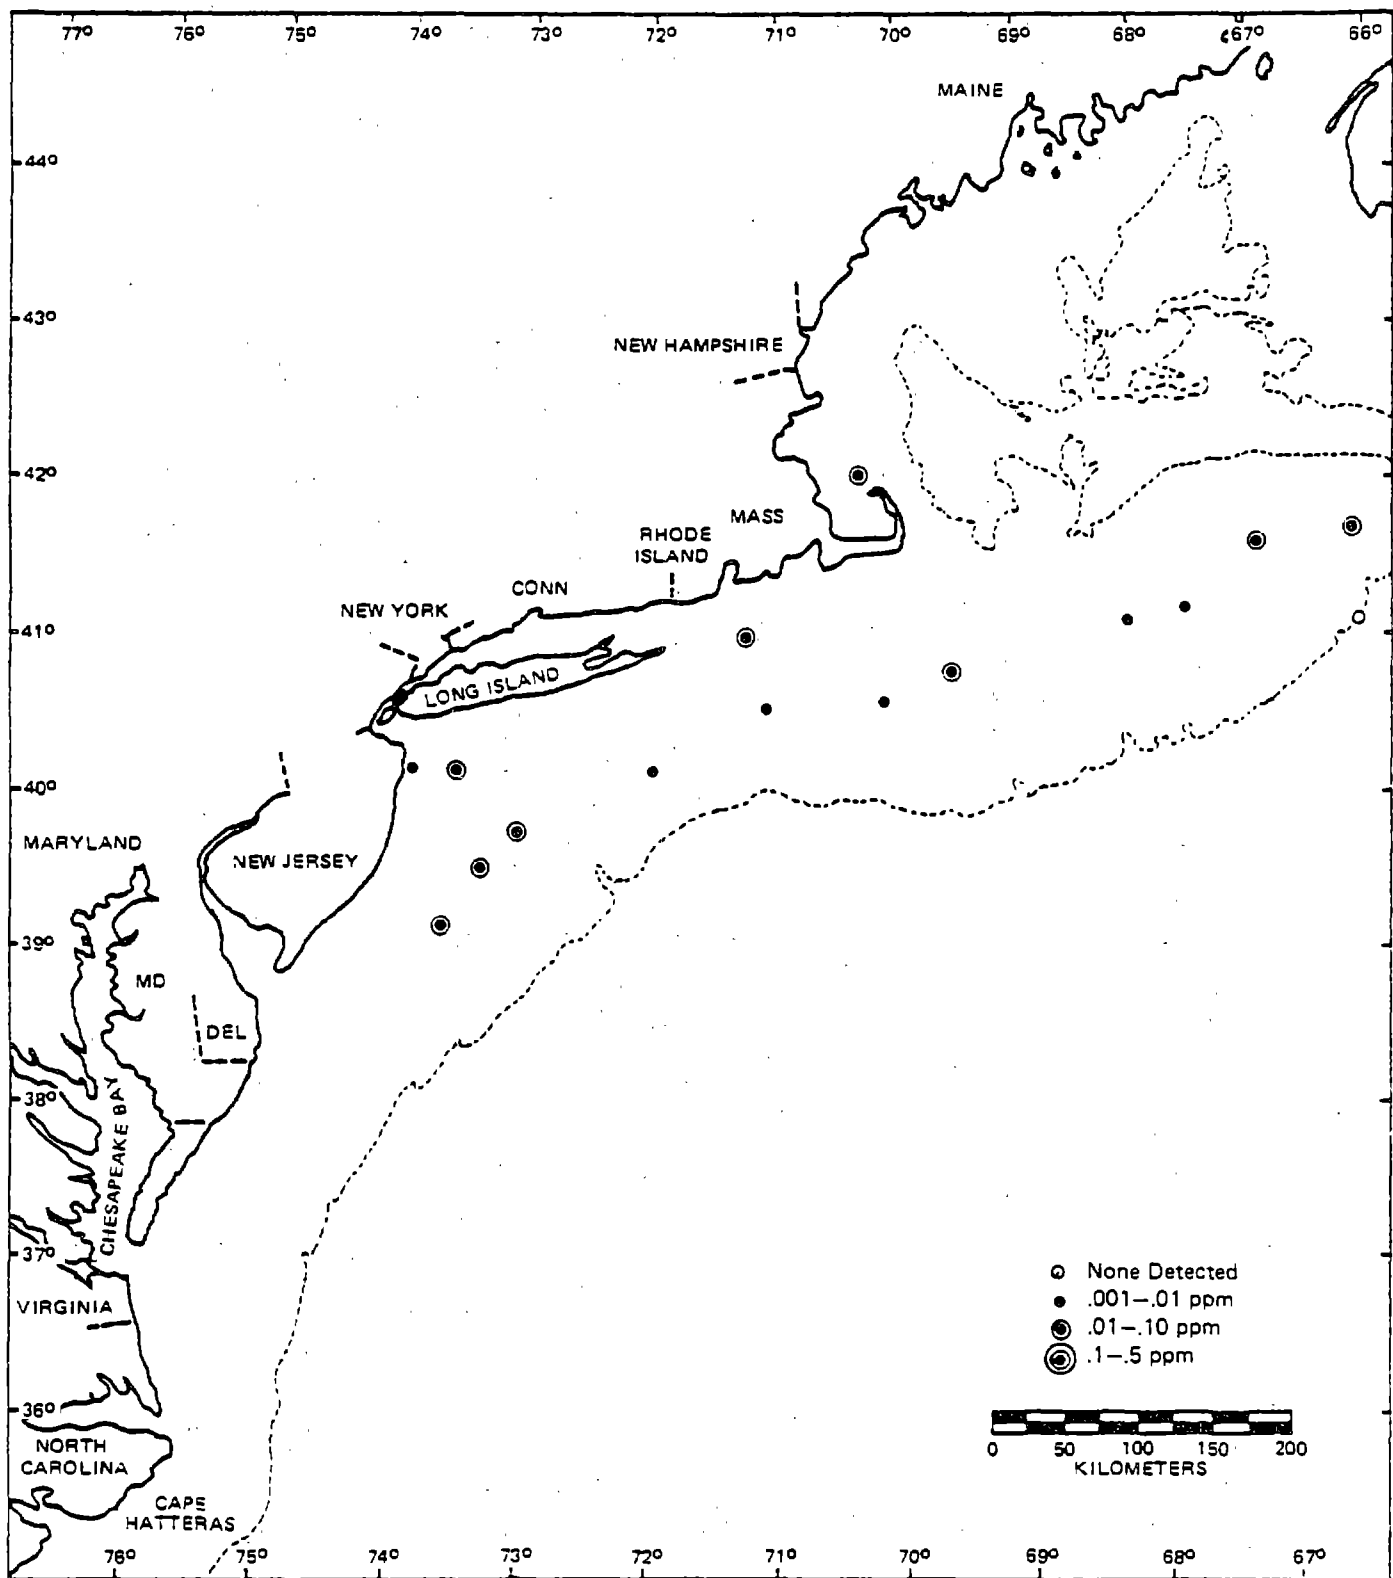 77° 76° 75° 74° 73° 72° 71° 70° 69° 68° 67° 66°
MAINE
44°
43°
NEW HAMPSHIRE
42°
MASS
RHODE
ISLAND
CONN
NEW YORK
41°
LONG ISLAND
40°
MARYLAND
NEW JERSEY
39°
MD
DEL
38°
CHESAPEAKE BAY
37°
VIRGINIA
36°
NORTH
CAROLINA
CAPE
HATTERAS
None Detected
.001–.01 ppm
.01–.10 ppm
.1–.5 ppm
0 50 100 150 200
KILOMETERS
76° 75° 74° 73° 72° 71° 70° 69° 68° 67°